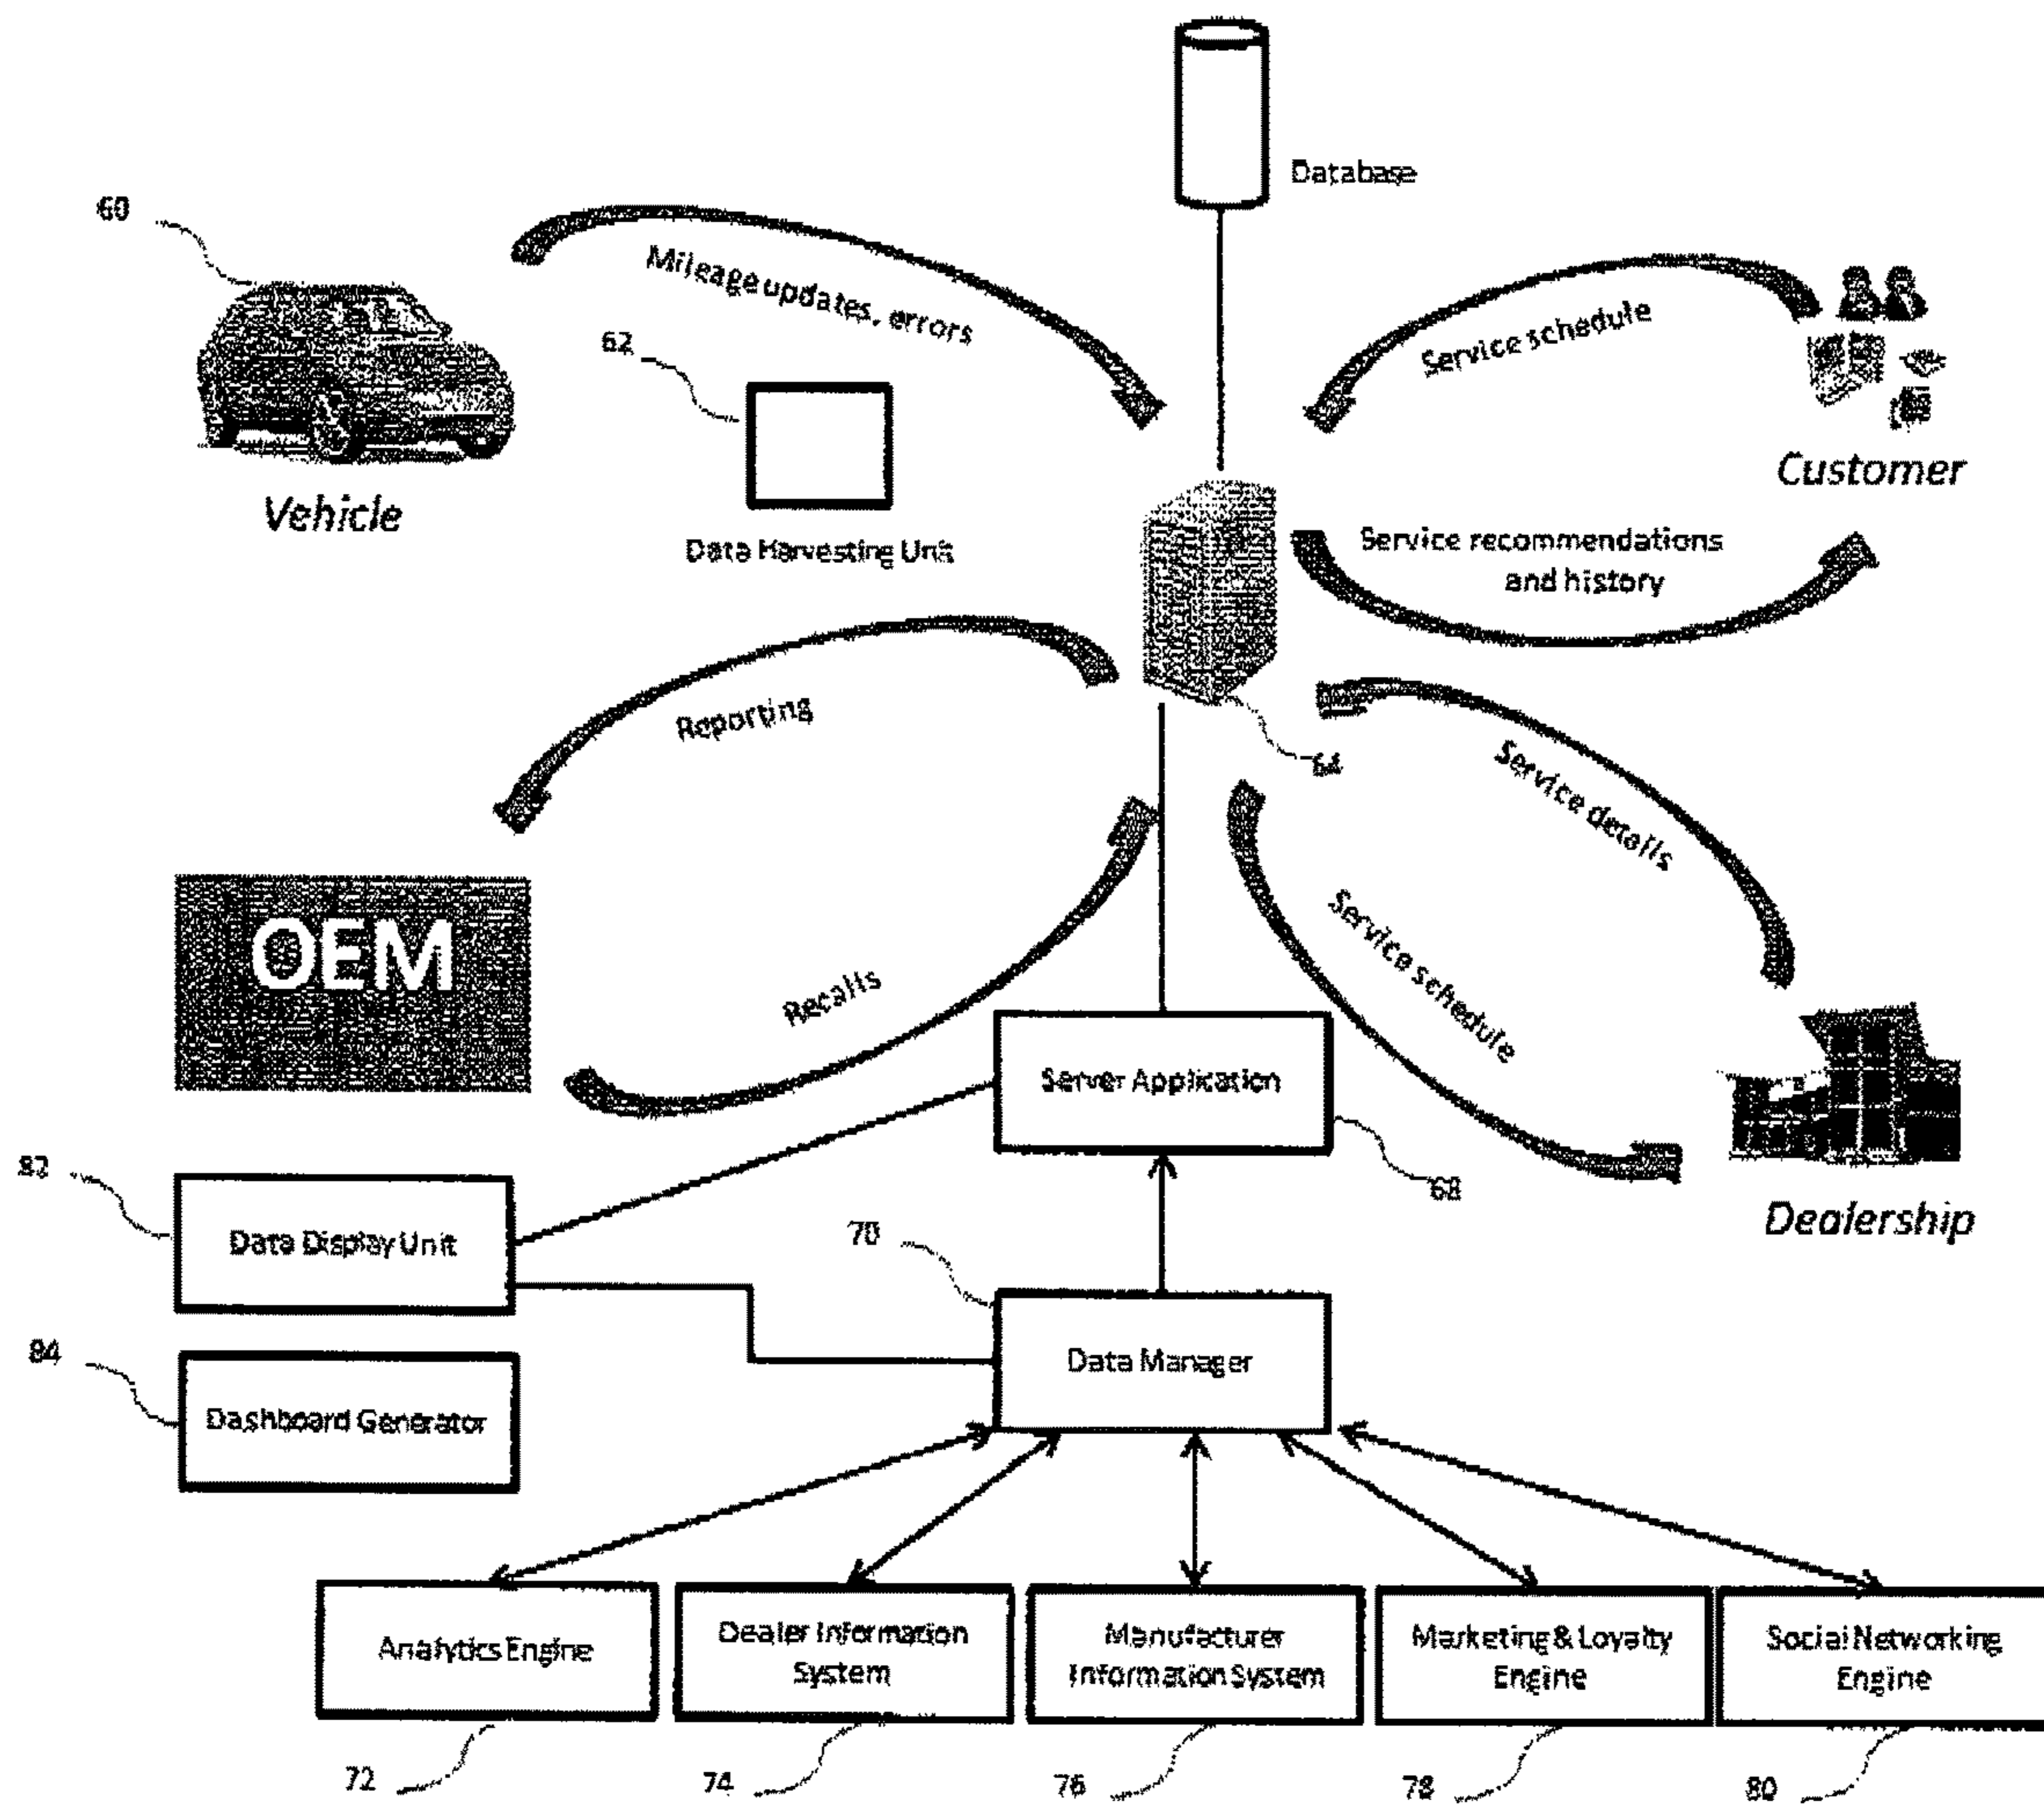 Database
60
Mileage updates, errors
Service schedule
62
Customer
Vehicle
Data Harvesting Unit
Service recommendations
and history
Reporting
64
Service details
OEM
Service schedule
Recalls
Server Application
82
68
Data Display Unit
70
Dealership
84
Data Manager
Dashboard Generator
Analytics Engine
Dealer Information
System
Manufacturer
Information System
Marketing & Loyalty
Engine
Social Networking
Engine
72
74
76
78
80